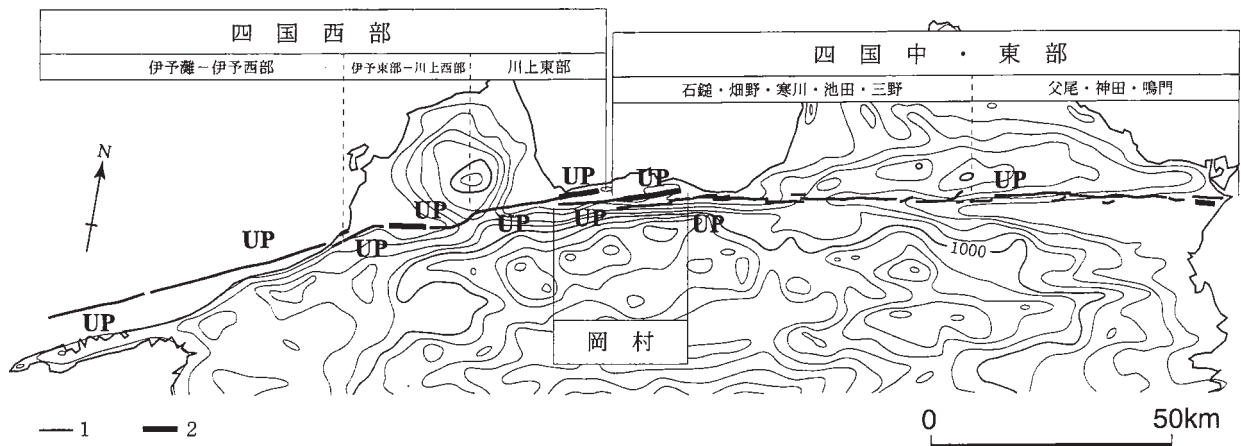 四国西部
四国中・東部
伊予灘－伊予西部
伊予東部－川上西部
川上東部
石鎚・畑野・寒川・池田・三野
父尾・神田・鳴門
N
UP
UP
UP
UP
UP
UP
UP
UP
UP
UP
1000
岡村
1
2
0
50km